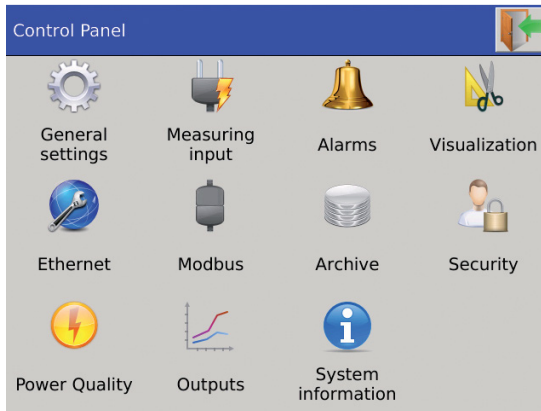 Control Panel
General
settings
Measuring
input
Alarms
Visualization
Ethernet
Modbus
Archive
Security
Power Quality
Outputs
System
information